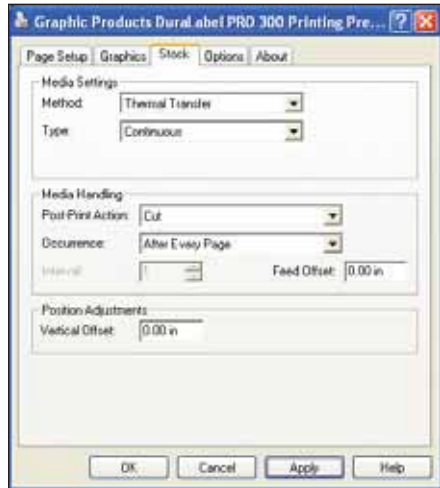 Graphic Products DuraLabel PRD 300 Printing Pre...
Page Setup Graphics Stock Options About
Media Settings
Method: Thermal Transfer
Type: Continuous
Media Handling
Post-Print Action: Cut
Occurrence: After Every Page
Interval: 1 Feed Offset: 0.00 in
Position Adjustments
Vertical Offset: 0.00 in
OK Cancel Apply Help